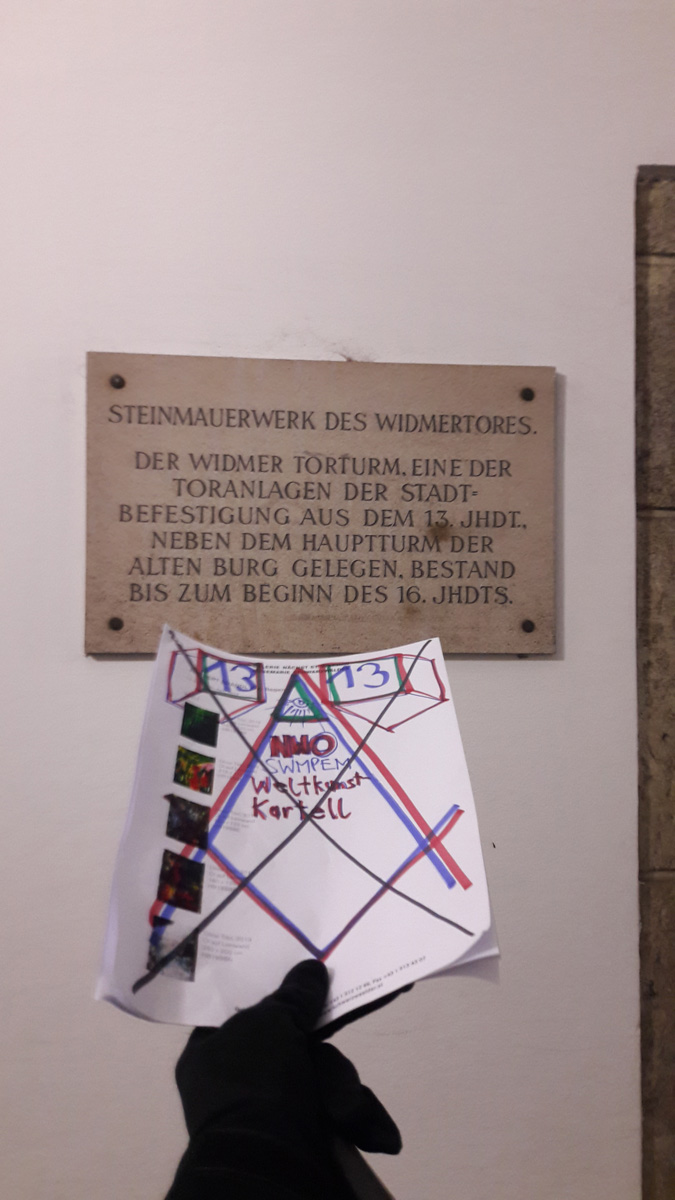 STEINMAUERWERK DES WIDMERTORES.
DER WIDMER TORTURM, EINE DER
TORANLAGEN DER STADT=
BEFESTIGUNG AUS DEM 13. JHDT.,
NEBEN DEM HAUPTTURM DER
ALTEN BURG GELEGEN, BESTAND
BIS ZUM BEGINN DES 16. JHDTS.
13 13
NWO
SWMPEM
Weltkunst
Kartell